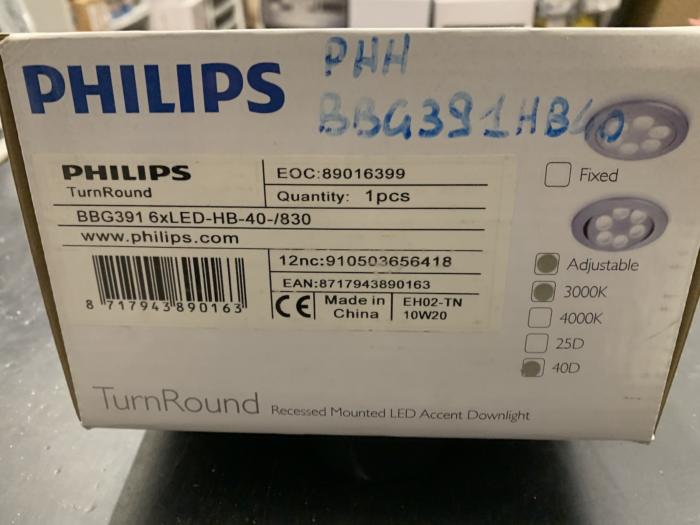 PHILIPS
PHH
BBG391HB40
PHILIPS
TurnRound
EOC:89016399
Quantity: 1pcs
BBG391 6xLED-HB-40-/830
www.philips.com
12nc:910503656418
EAN:8717943890163
8 717943 890163
CE
Made in
China
EH02-TN
10W20
Fixed
Adjustable
3000K
4000K
25D
40D
TurnRound Recessed Mounted LED Accent Downlight